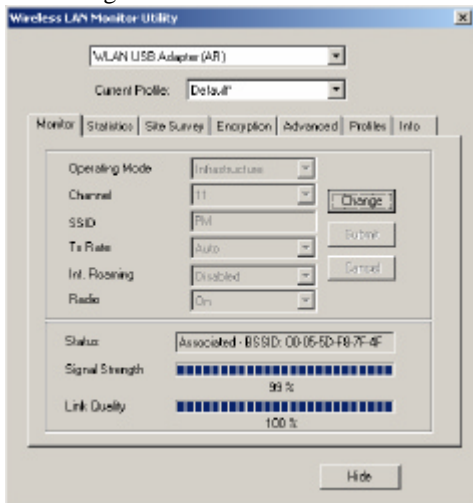 Wireless LAN Monitor Utility
WLAN USB Adapter (AR)
Current Profile: Default*
Monitor Statistics Site Survey Encryption Advanced Profiles Info
Operating Mode Infrastructure
Channel 11 Change
SSID PM
Submit
Tx Rate Auto
Cancel
Int. Roaming Disabled
Radio On
Status: Associated - BSSID: 00-05-5D-F8-7F-4F
Signal Strength
99 %
Link Quality
100 %
Hide